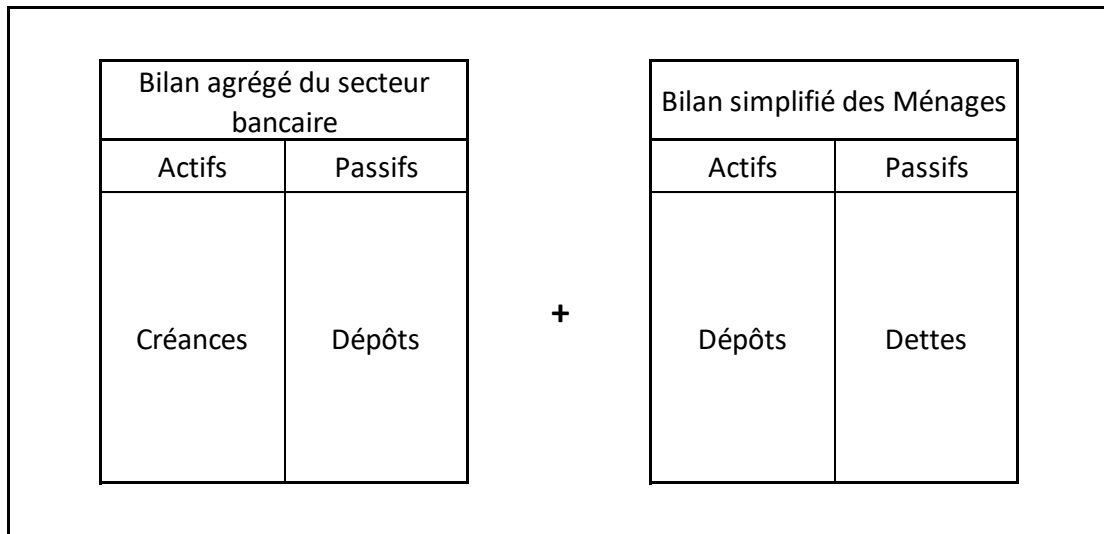 Bilan agrégé du secteur
bancaire
Actifs Passifs
Créances Dépôts
+
Bilan simplifié des Ménages
Actifs Passifs
Dépôts Dettes